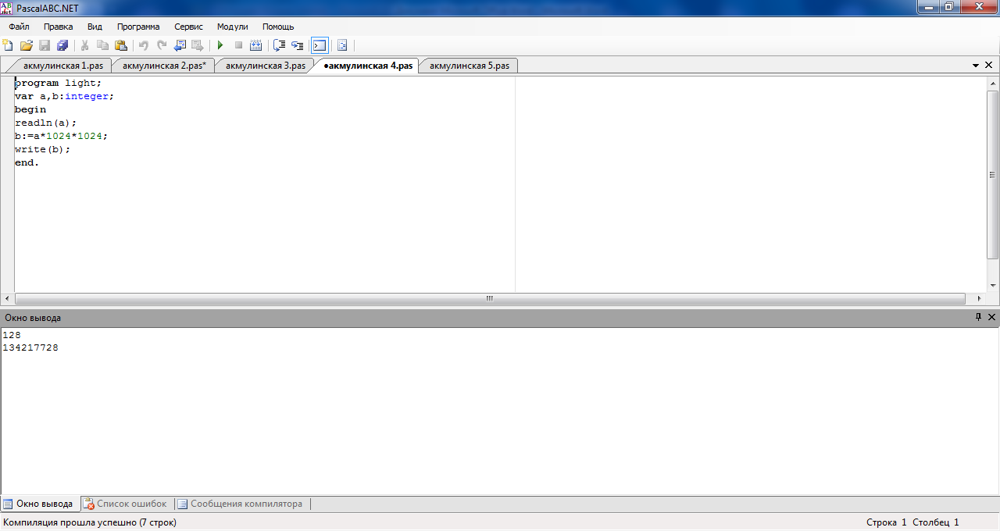 PascalABC.NET
Файл Правка Вид Программа Сервис Модули Помощь
акмулинская 1.pas акмулинская 2.pas* акмулинская 3.pas •акмулинская 4.pas акмулинская 5.pas
program light;
var a,b:integer;
begin
readln(a);
b:=a*1024*1024;
write(b);
end.
Окно вывода
128
134217728
Окно вывода Список ошибок Сообщения компилятора
Компиляция прошла успешно (7 строк) Строка 1 Столбец 1